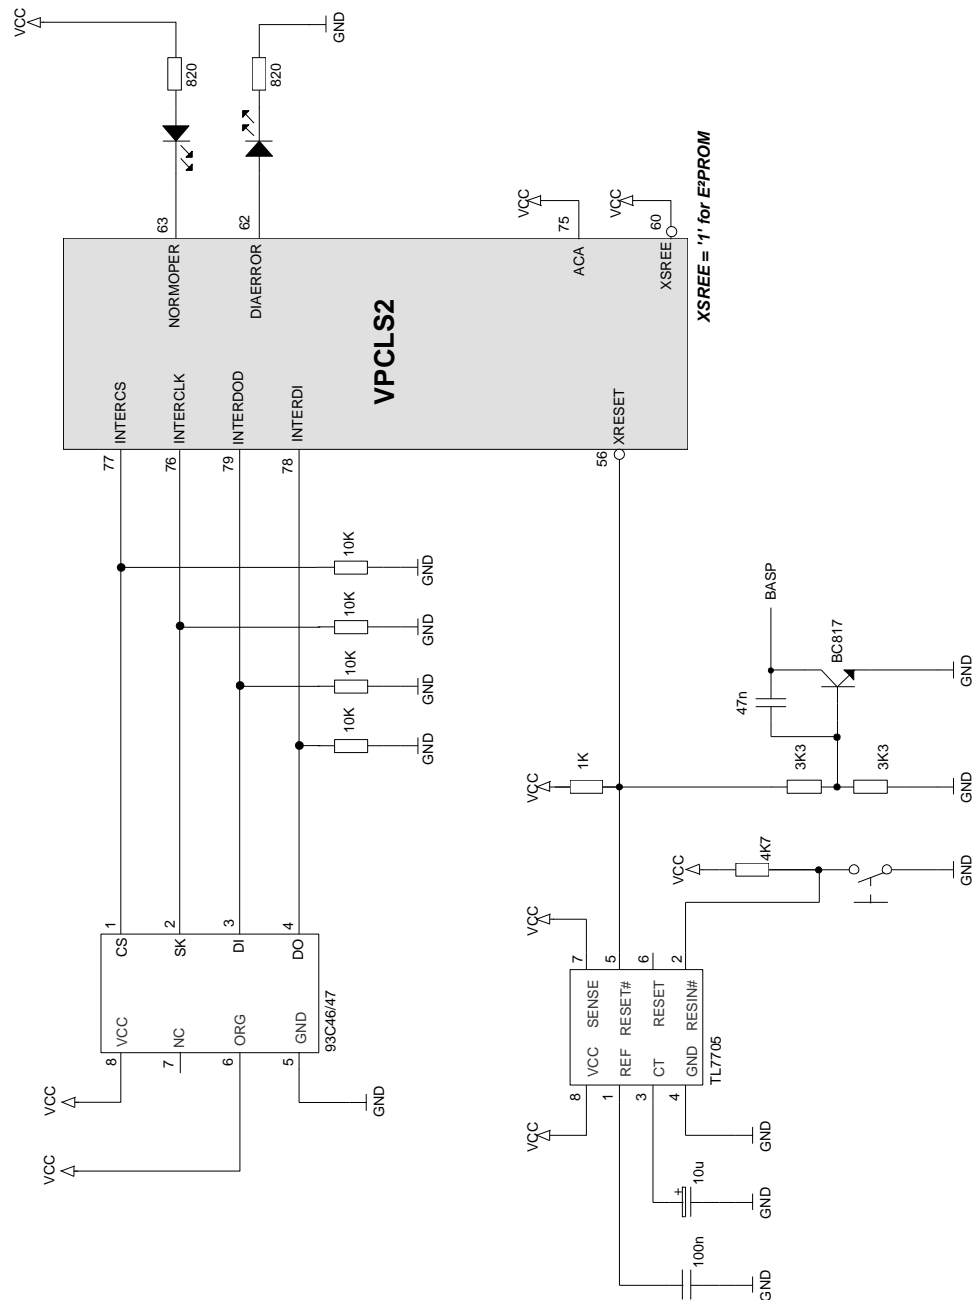 VCC
820
63
NORMOPER
GND
820
62
DIAERROR
VCC
75
ACA
VCC
60
XSREE
XSREE = '1' for E²PROM
VPCLS2
INTERCS
77
INTERCLK
76
INTERDOD
79
INTERDI
78
XRESET
56
10K
GND
10K
GND
10K
GND
10K
GND
BASP
BC817
47n
GND
VCC
1K
3K3
3K3
GND
VCC
4K7
GND
1
CS
2
SK
3
DI
4
DO
8
VCC
7
NC
6
ORG
5
GND
93C46/47
VCC
VCC
GND
VCC
7
SENSE
5
RESET#
6
RESET
2
RESIN#
8
VCC
1
REF
3
CT
4
GND
TL7705
VCC
GND
10u
+
GND
100n
GND